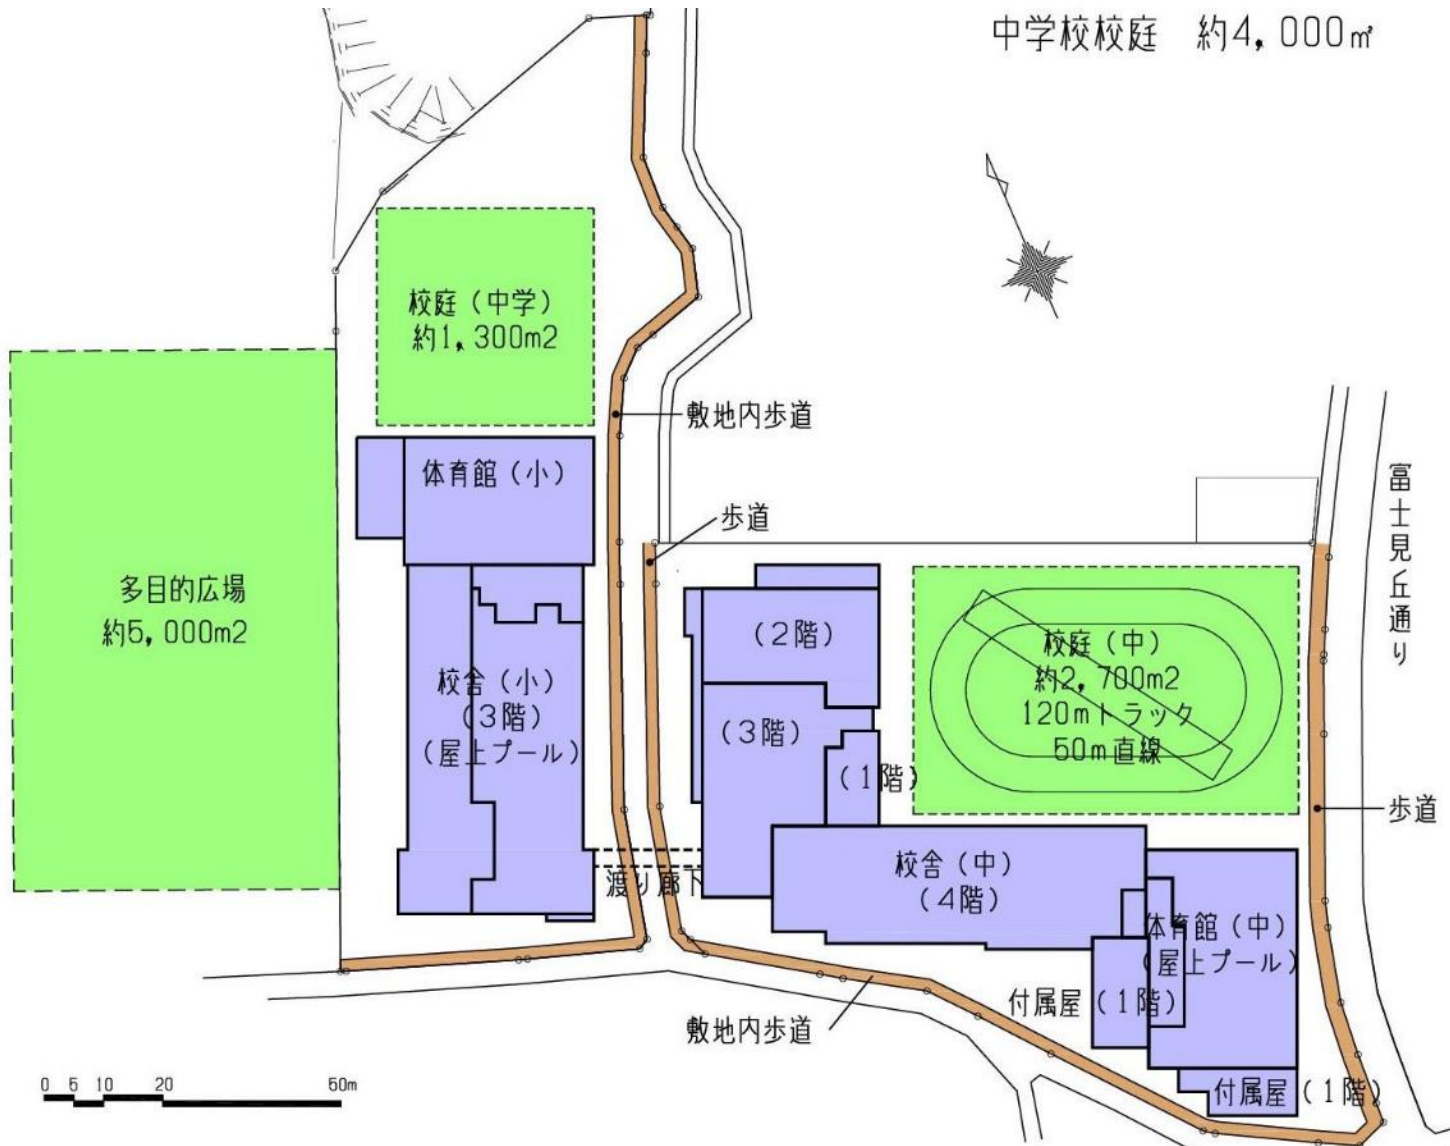 中学校校庭　約4,000㎡
校庭（中学）
約1,300m2
敷地内歩道
体育館（小）
歩道
富士見丘通り
多目的広場
約5,000m2
（2階）
校庭（中）
約2,700m2
120mトラック
50m直線
校舎（小）
（3階）
（屋上プール）
（3階）
（1階）
歩道
校舎（中）
（4階）
渡り廊下
体育館（中）
（屋上プール）
付属屋（1階）
敷地内歩道
付属屋（1階）
0 5 10 20 50m